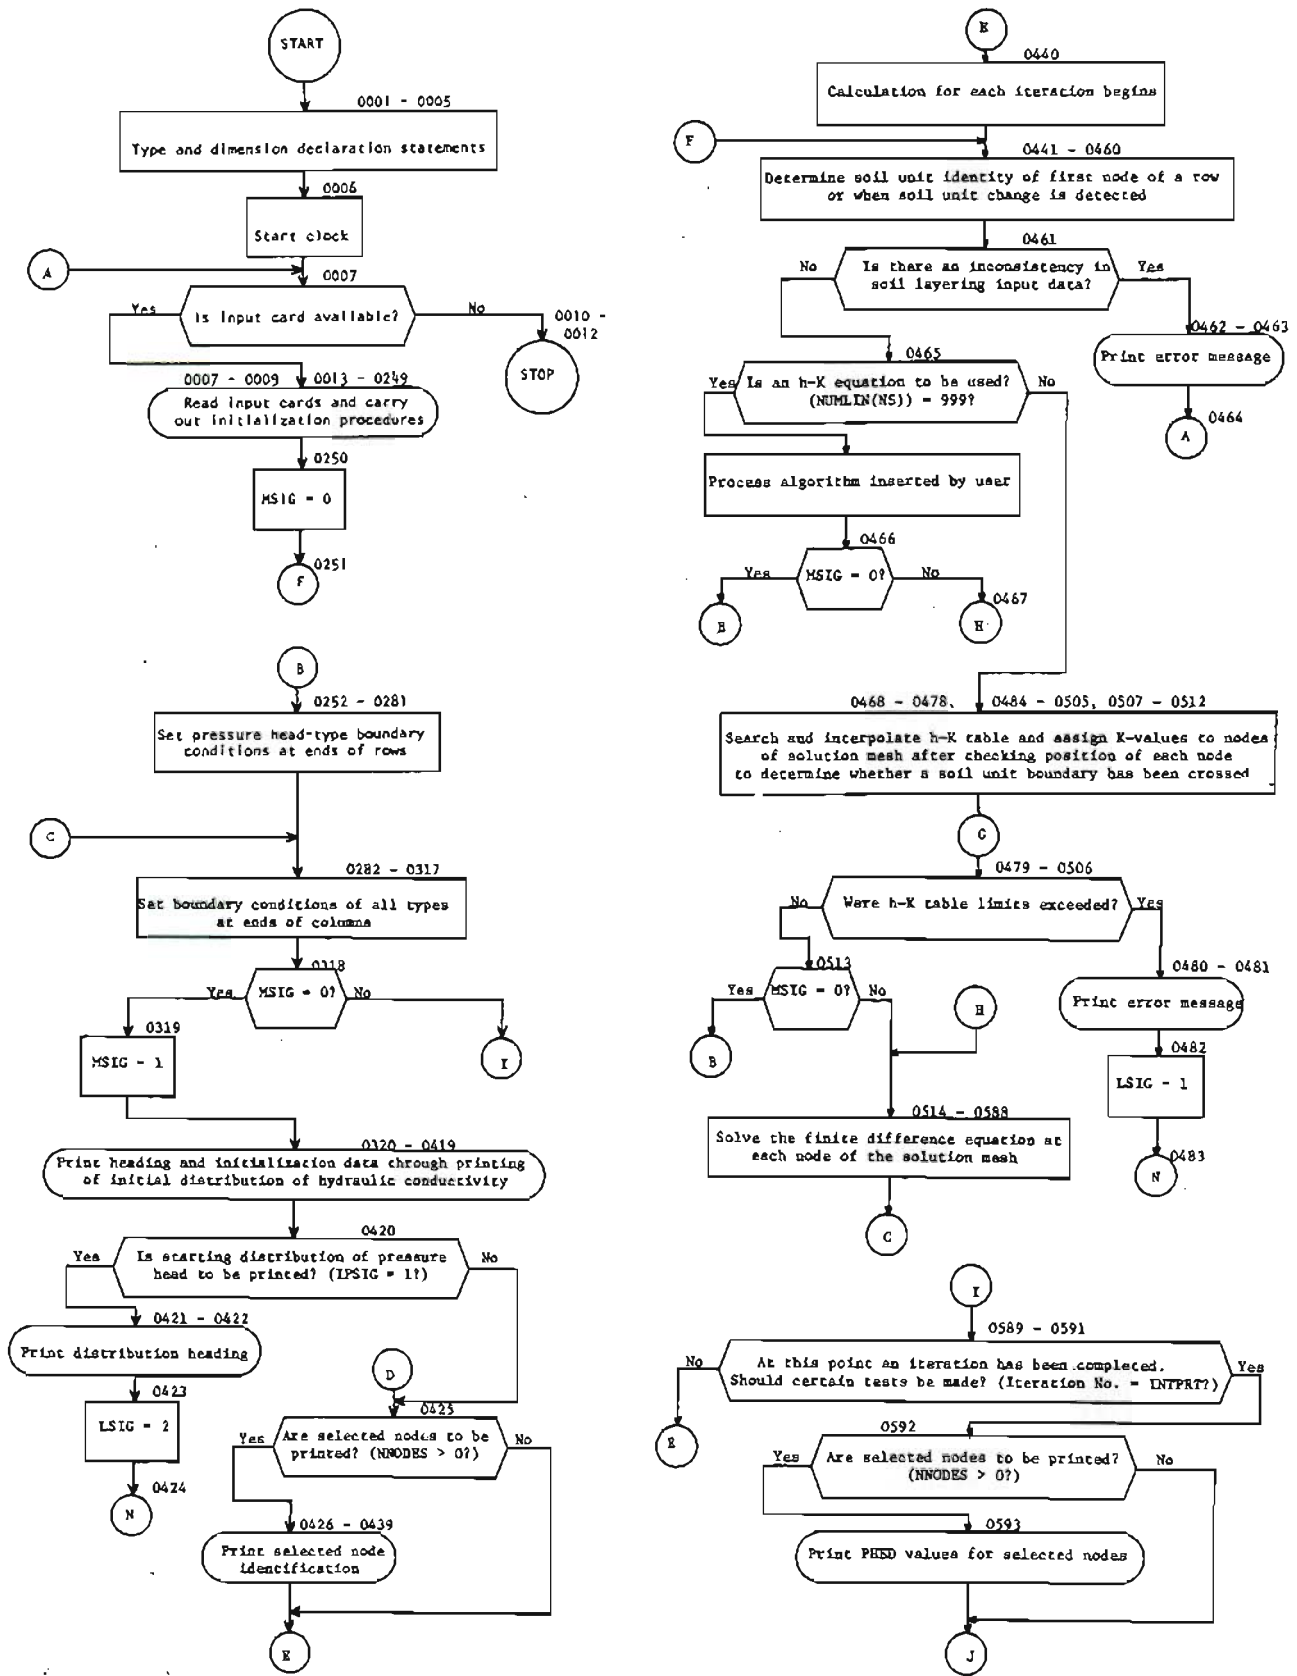 START
0001 - 0005
Type and dimension declaration statements
0006
Start clock
A
0007
Yes
Is input card available?
No
0010 -
0012
STOP
0007 - 0009
0013 - 0249
Read input cards and carry
out initialization procedures
0250
MSIG = 0
0251
F
B
0252 - 0281
Set pressure head-type boundary
conditions at ends of rows
C
0282 - 0317
Set boundary conditions of all types
at ends of columns
0318
Yes
MSIG = 0?
No
0319
MSIG = 1
I
0320 - 0419
Print heading and initialization data through printing
of initial distribution of hydraulic conductivity
0420
Yes
Is starting distribution of pressure
head to be printed? (IPSIG = 1?)
No
0421 - 0422
Print distribution heading
D
0423
LSIG = 2
0425
Yes
Are selected nodes to be
printed? (NNODES > 0?)
No
0424
N
0426 - 0439
Print selected node
identification
E
E
0440
Calculation for each iteration begins
F
0441 - 0460
Determine soil unit identity of first node of a row
or when soil unit change is detected
0461
No
Is there an inconsistency in
soil layering input data?
Yes
0462 - 0463
Print error message
0464
A
0465
Yes
Is an h-K equation to be used?
(NUMLIN(NS)) = 999?
No
Process algorithm inserted by user
0466
Yes
MSIG = 0?
No
B
0467
H
0468 - 0478,
0484 - 0505, 0507 - 0512
Search and interpolate h-K table and assign K-values to nodes
of solution mesh after checking position of each node
to determine whether a soil unit boundary has been crossed
G
0479 - 0506
No
Were h-K table limits exceeded?
Yes
0513
Yes
MSIG = 0?
No
B
H
0480 - 0481
Print error message
0482
LSIG = 1
0483
N
0514 - 0588
Solve the finite difference equation at
each node of the solution mesh
C
I
0589 - 0591
No
At this point an iteration has been completed.
Should certain tests be made? (Iteration No. = INTPRT?)
Yes
E
0592
Yes
Are selected nodes to be printed?
(NNODES > 0?)
No
0593
Print PHED values for selected nodes
J